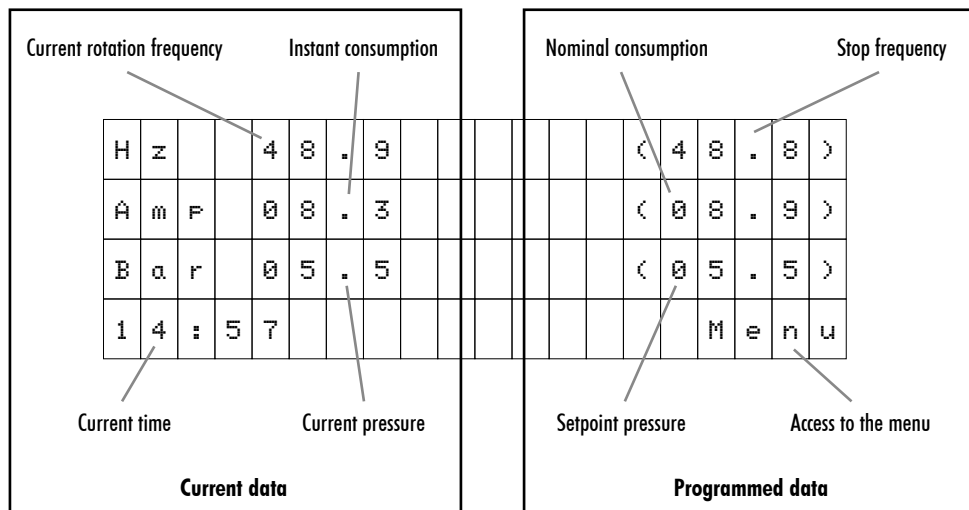 Current rotation frequency Instant consumption Nominal consumption Stop frequency
Hz 48.9 (48.8)
Amp 08.3 (08.9)
Bar 05.5 (05.5)
14:57 Menu
Current time Current pressure Setpoint pressure Access to the menu
Current data Programmed data